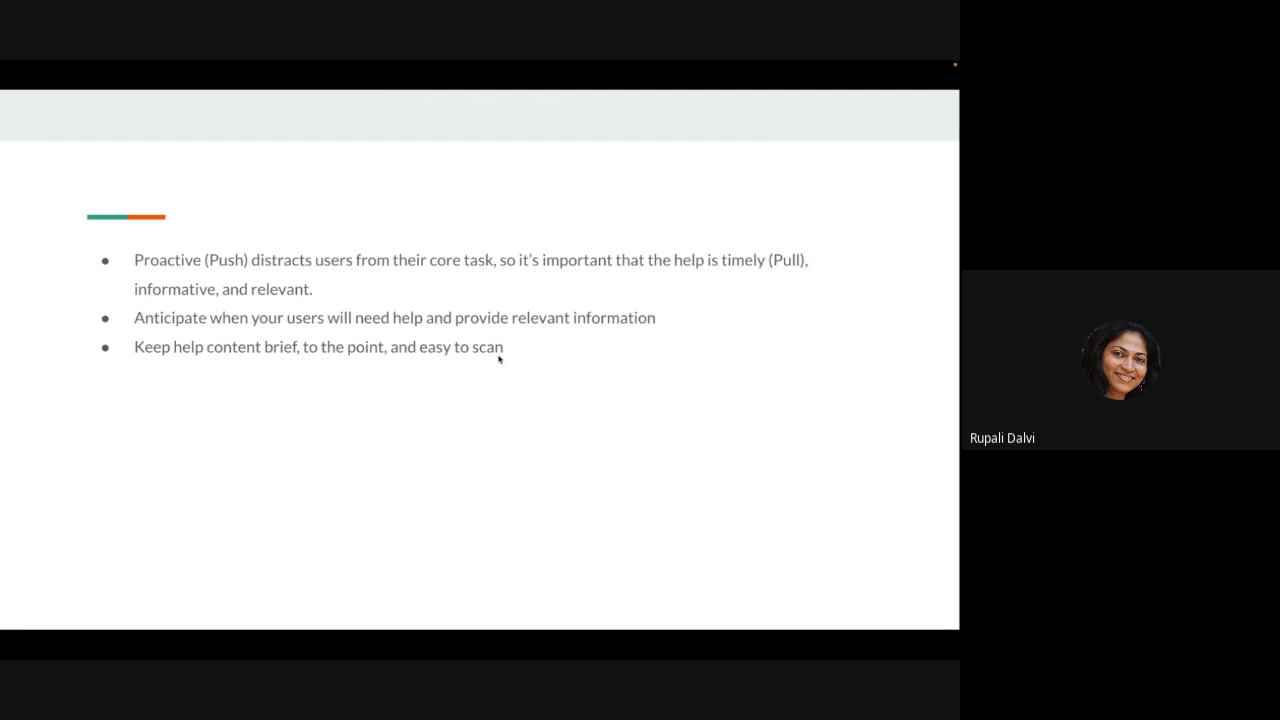 ● Proactive (Push) distracts users from their core task, so it’s important that the help is timely (Pull),
informative, and relevant.
● Anticipate when your users will need help and provide relevant information
● Keep help content brief, to the point, and easy to scan
Rupali Dalvi